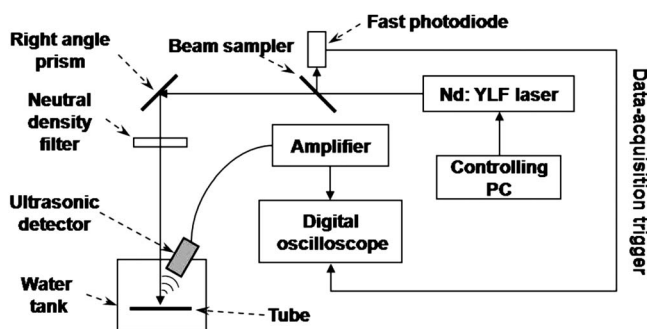 Right angle
prism
Beam sampler
Fast photodiode
Neutral
density
filter
Nd: YLF laser
Amplifier
Controlling
PC
Ultrasonic
detector
Digital
oscilloscope
Data-acquisition trigger
Water
tank
Tube